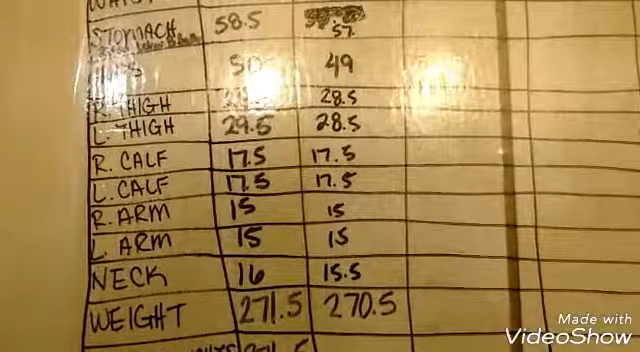 STOMACH 58.5 57
50 49
R. THIGH 28.5
L. THIGH 29.5 28.5
R. CALF 17.5 17.5
L. CALF 17.5 17.5
R. ARM 15 15
L. ARM 15 15
NECK 16 15.5
WEIGHT 271.5 270.5
Made with
VideoShow